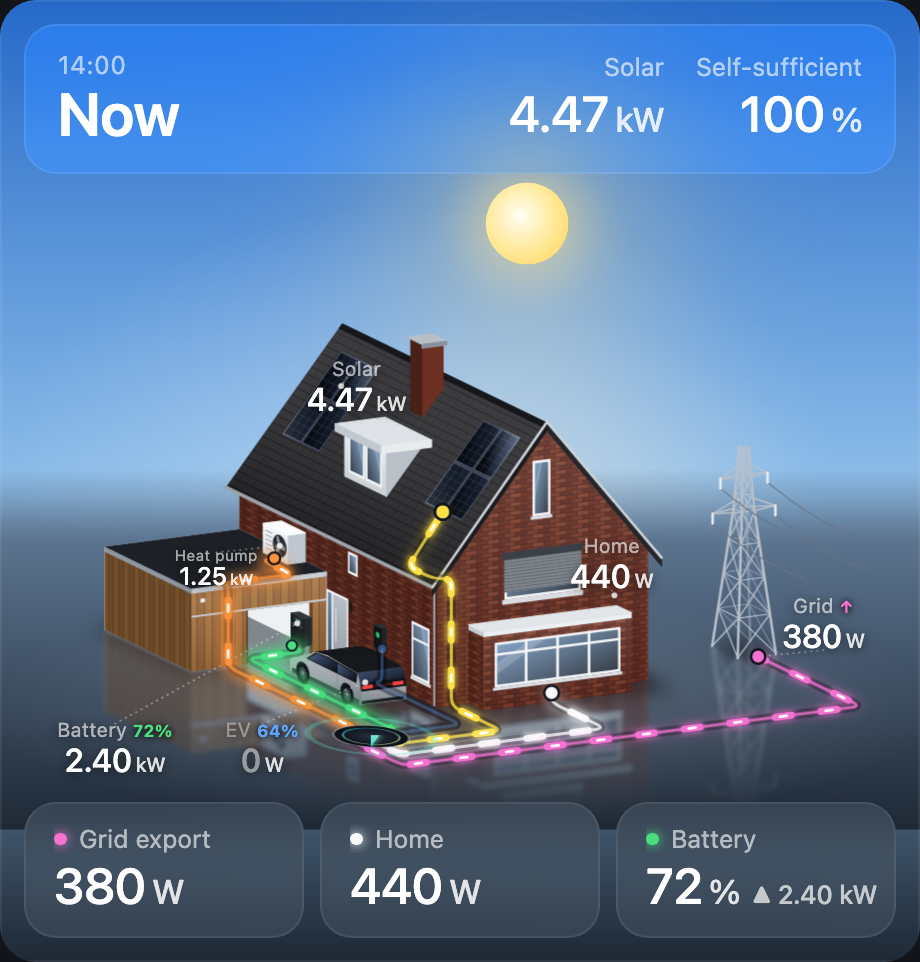 14:00
Now
Solar
4.47 kW
Self-sufficient
100 %
Solar
4.47 kW
Heat pump
1.25 kW
Home
440 W
Grid ↑
380 W
Battery 72%
2.40 kW
EV 64%
0 W
Grid export
380 W
Home
440 W
Battery
72 % ▲ 2.40 kW